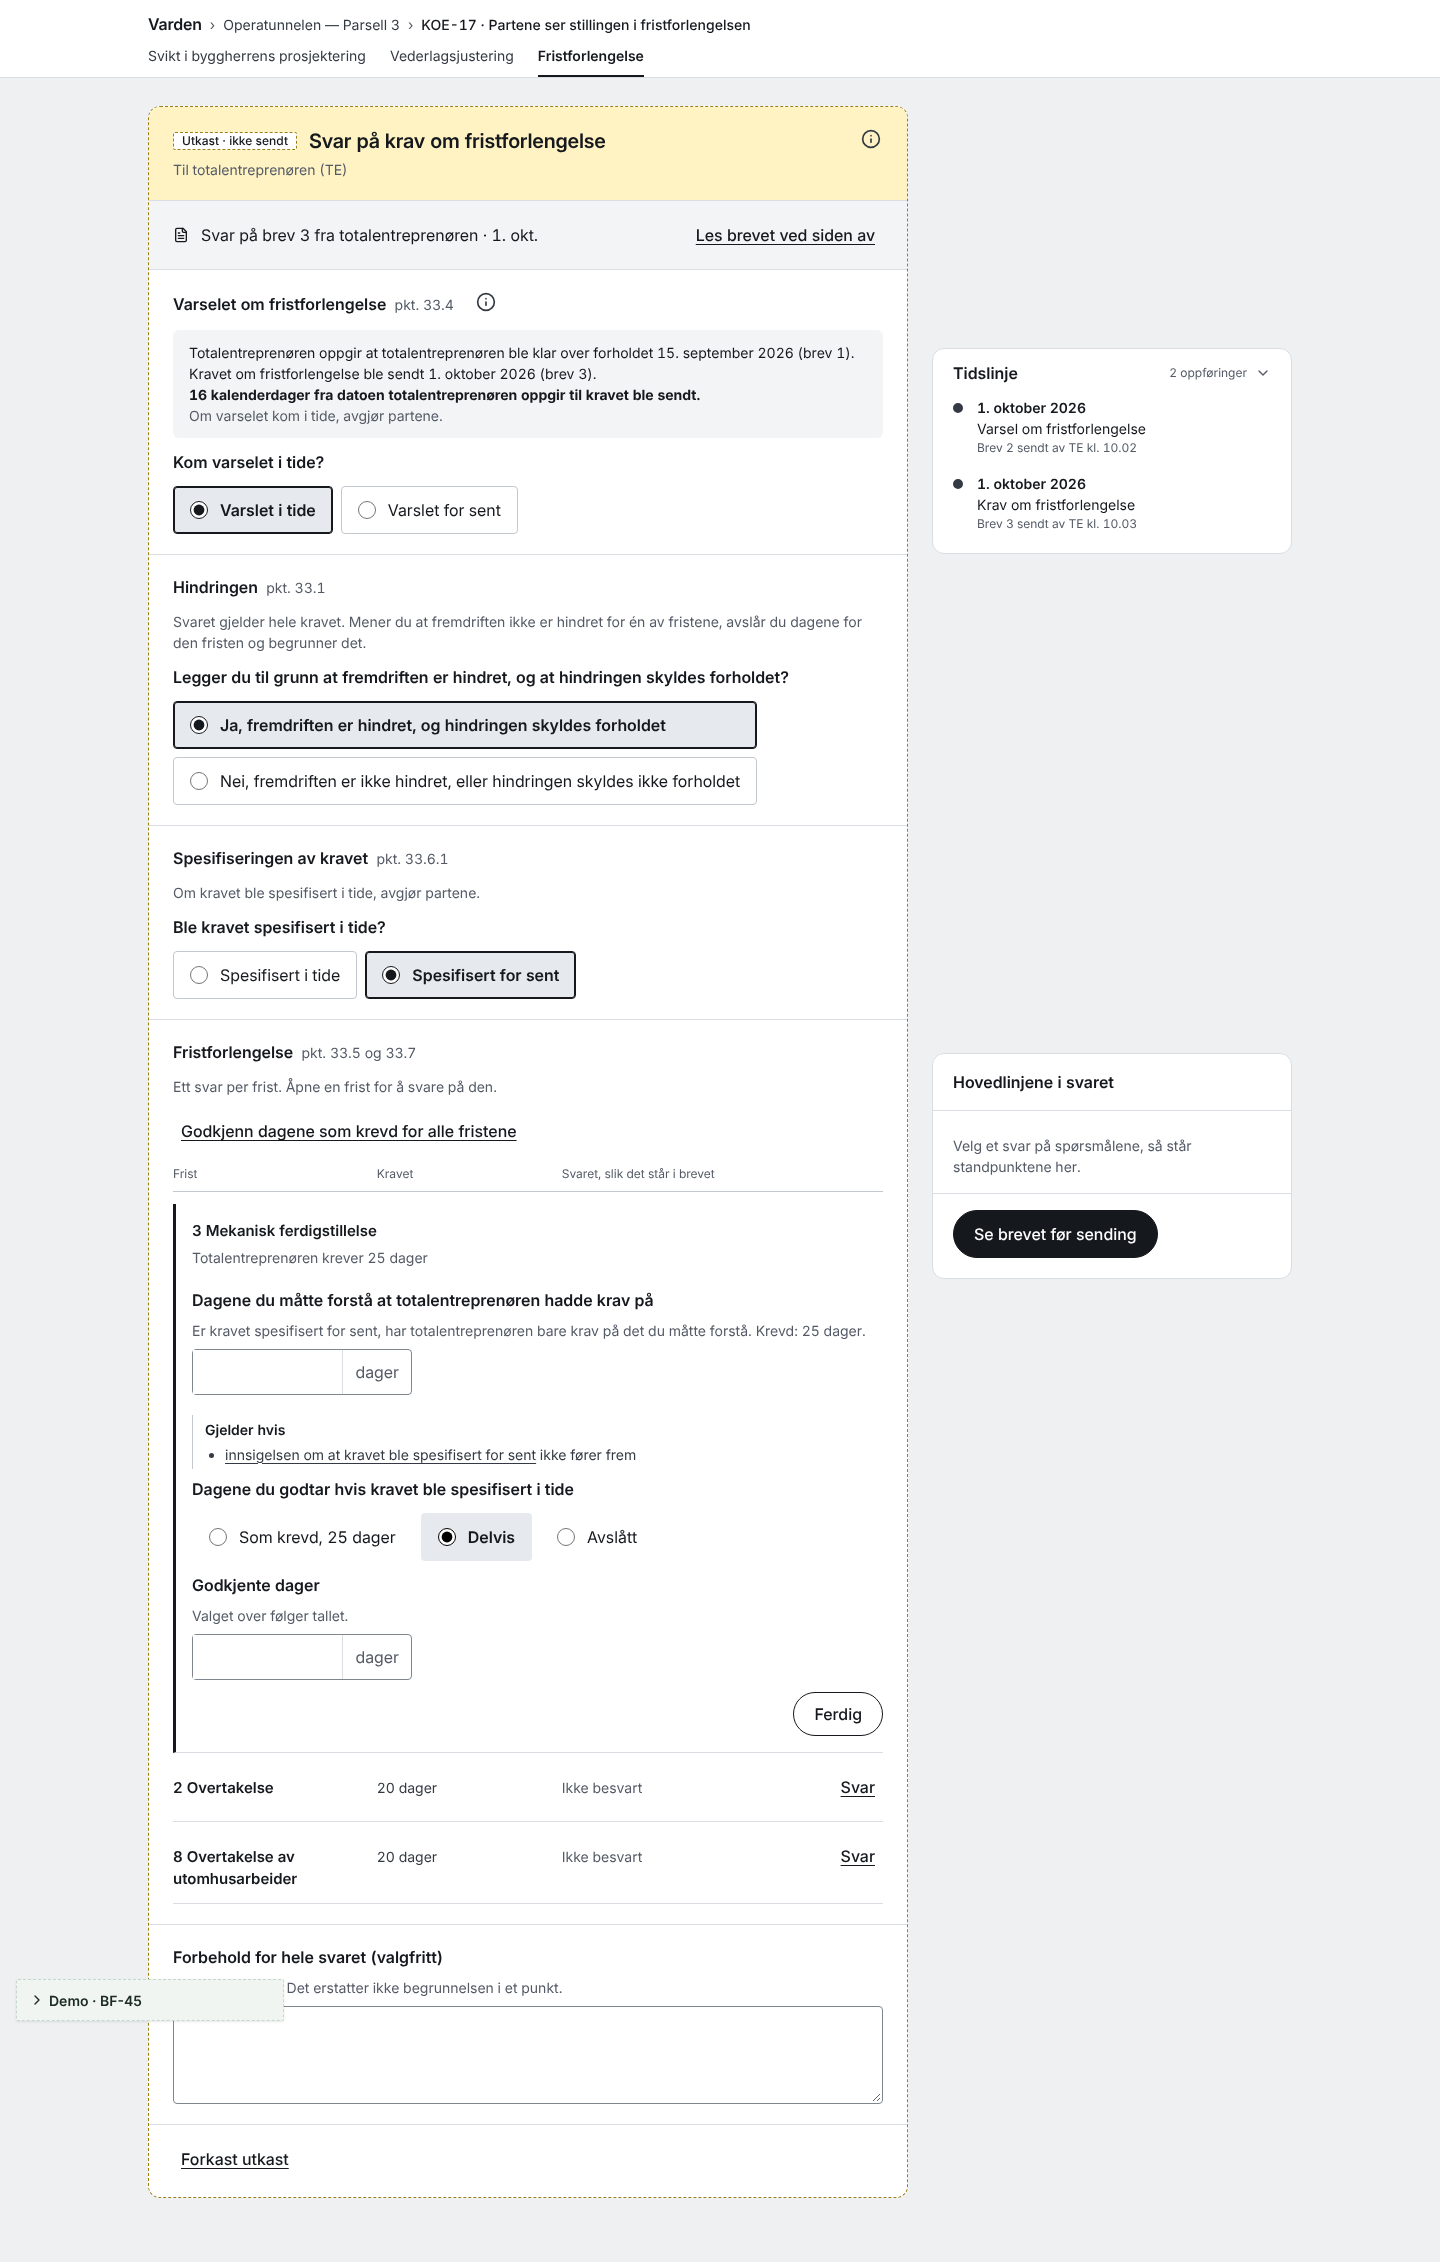 Varden › Operatunnelen — Parsell 3 › KOE-17 · Partene ser stillingen i fristforlengelsen
Svikt i byggherrens prosjektering Vederlagsjustering Fristforlengelse
Utkast · ikke sendt Svar på krav om fristforlengelse
Til totalentreprenøren (TE)
Svar på brev 3 fra totalentreprenøren · 1. okt. Les brevet ved siden av
Varselet om fristforlengelse pkt. 33.4
Totalentreprenøren oppgir at totalentreprenøren ble klar over forholdet 15. september 2026 (brev 1).
Kravet om fristforlengelse ble sendt 1. oktober 2026 (brev 3).
16 kalenderdager fra datoen totalentreprenøren oppgir til kravet ble sendt.
Om varselet kom i tide, avgjør partene.
Kom varselet i tide?
Varslet i tide Varslet for sent
Hindringen pkt. 33.1
Svaret gjelder hele kravet. Mener du at fremdriften ikke er hindret for én av fristene, avslår du dagene for
den fristen og begrunner det.
Legger du til grunn at fremdriften er hindret, og at hindringen skyldes forholdet?
Ja, fremdriften er hindret, og hindringen skyldes forholdet
Nei, fremdriften er ikke hindret, eller hindringen skyldes ikke forholdet
Spesifiseringen av kravet pkt. 33.6.1
Om kravet ble spesifisert i tide, avgjør partene.
Ble kravet spesifisert i tide?
Spesifisert i tide Spesifisert for sent
Fristforlengelse pkt. 33.5 og 33.7
Ett svar per frist. Åpne en frist for å svare på den.
Godkjenn dagene som krevd for alle fristene
Frist Kravet Svaret, slik det står i brevet
3 Mekanisk ferdigstillelse
Totalentreprenøren krever 25 dager
Dagene du måtte forstå at totalentreprenøren hadde krav på
Er kravet spesifisert for sent, har totalentreprenøren bare krav på det du måtte forstå. Krevd: 25 dager.
dager
Gjelder hvis
• innsigelsen om at kravet ble spesifisert for sent ikke fører frem
Dagene du godtar hvis kravet ble spesifisert i tide
Som krevd, 25 dager Delvis Avslått
Godkjente dager
Valget over følger tallet.
dager
Ferdig
2 Overtakelse 20 dager Ikke besvart Svar
8 Overtakelse av
utomhusarbeider 20 dager Ikke besvart Svar
Forbehold for hele svaret (valgfritt)
Det erstatter ikke begrunnelsen i et punkt.
Demo · BF-45
Forkast utkast
Tidslinje 2 oppføringer
1. oktober 2026
Varsel om fristforlengelse
Brev 2 sendt av TE kl. 10.02
1. oktober 2026
Krav om fristforlengelse
Brev 3 sendt av TE kl. 10.03
Hovedlinjene i svaret
Velg et svar på spørsmålene, så står
standpunktene her.
Se brevet før sending